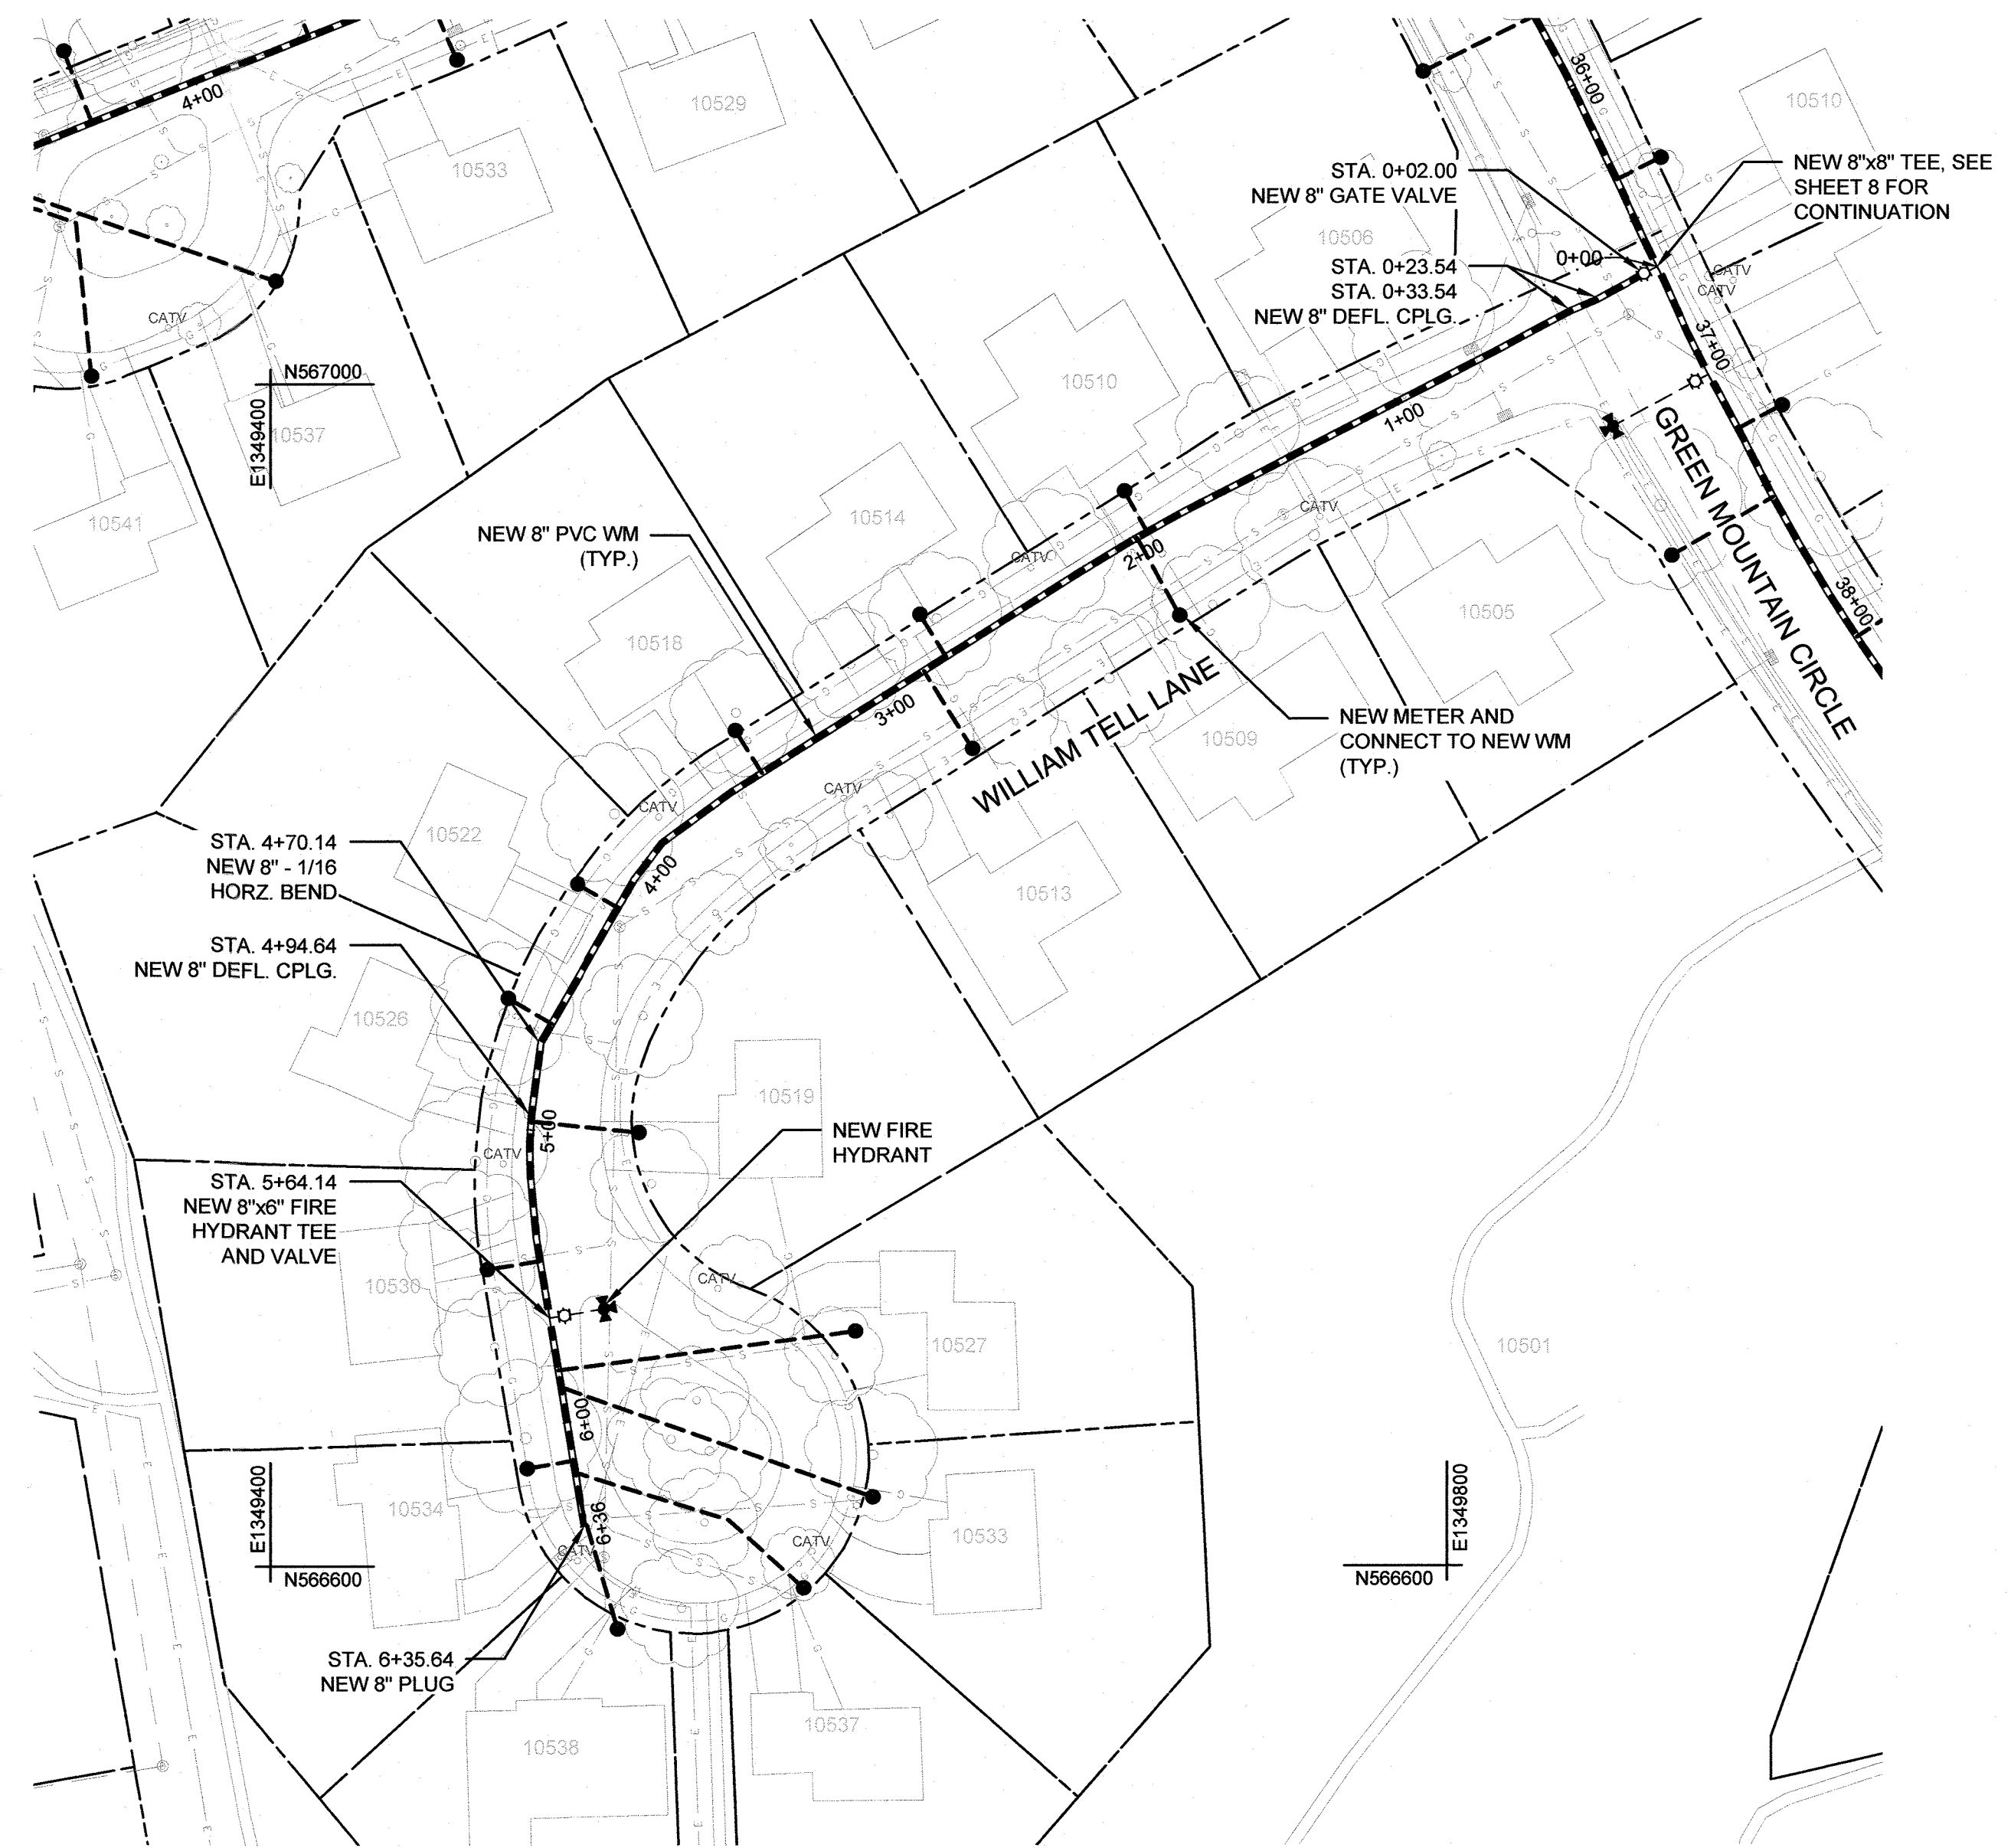 4+00
10529
36+00
10510
10533
STA. 0+02.00
NEW 8" GATE VALVE
NEW 8"x8" TEE, SEE
SHEET 8 FOR
CONTINUATION
10506
0+00
STA. 0+23.54
STA. 0+33.54
NEW 8" DEFL. CPLG.
CATV
CATV
CATV
37+00
N567000
E1349400
10537
10510
1+00
GREEN MOUNTAIN CIRCLE
10541
10514
CATV
NEW 8" PVC WM
(TYP.)
CATV
2+00
10505
38+00
10518
WILLIAM TELL LANE
3+00
10509
NEW METER AND
CONNECT TO NEW WM
(TYP.)
CATV
CATV
10522
STA. 4+70.14
NEW 8" - 1/16
HORZ. BEND
4+00
10513
STA. 4+94.64
NEW 8" DEFL. CPLG.
10526
10519
5+00
NEW FIRE
HYDRANT
CATV
STA. 5+64.14
NEW 8"x6" FIRE
HYDRANT TEE
AND VALVE
10530
CATV
10527
10501
6+00
E1349400
N566600
10534
6+36
CATV
CATV
10533
E1349800
N566600
STA. 6+35.64
NEW 8" PLUG
10538
10537